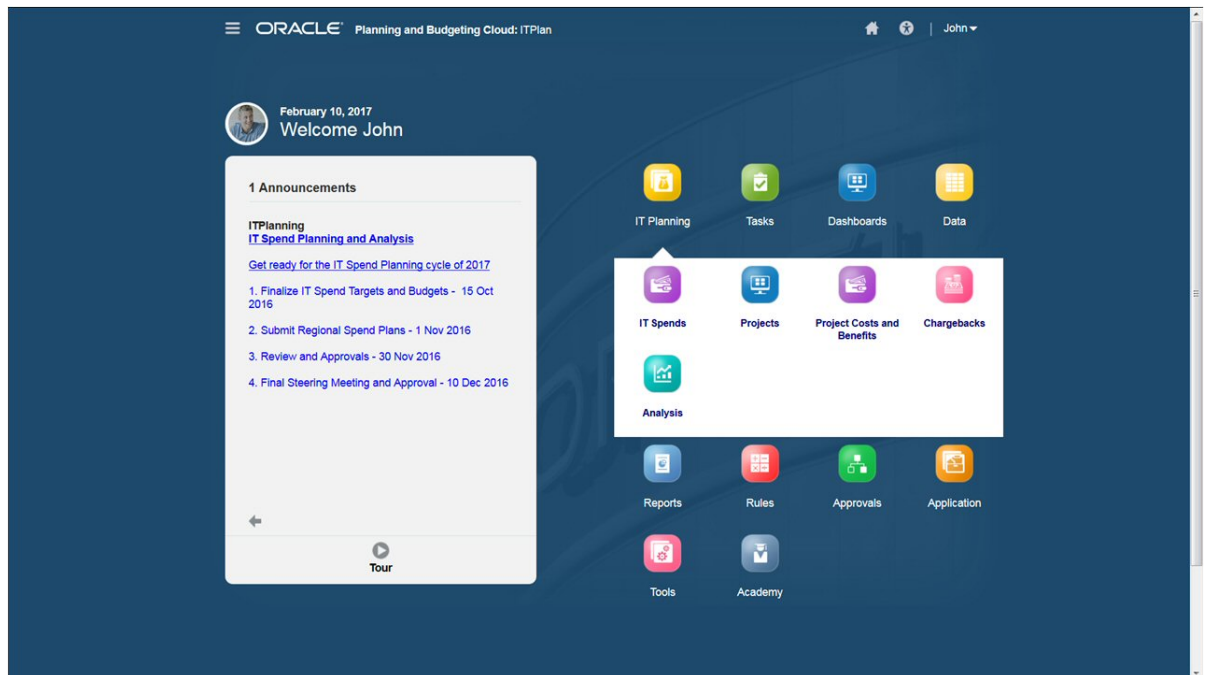 ORACLE Planning and Budgeting Cloud: ITPlan
John
February 10, 2017
Welcome John
1 Announcements
ITPlanning
IT Spend Planning and Analysis
Get ready for the IT Spend Planning cycle of 2017
1. Finalize IT Spend Targets and Budgets - 15 Oct
2016
2. Submit Regional Spend Plans - 1 Nov 2016
3. Review and Approvals - 30 Nov 2016
4. Final Steering Meeting and Approval - 10 Dec 2016
Tour
IT Planning
Tasks
Dashboards
Data
IT Spends
Projects
Project Costs and
Benefits
Chargebacks
Analysis
Reports
Rules
Approvals
Application
Tools
Academy